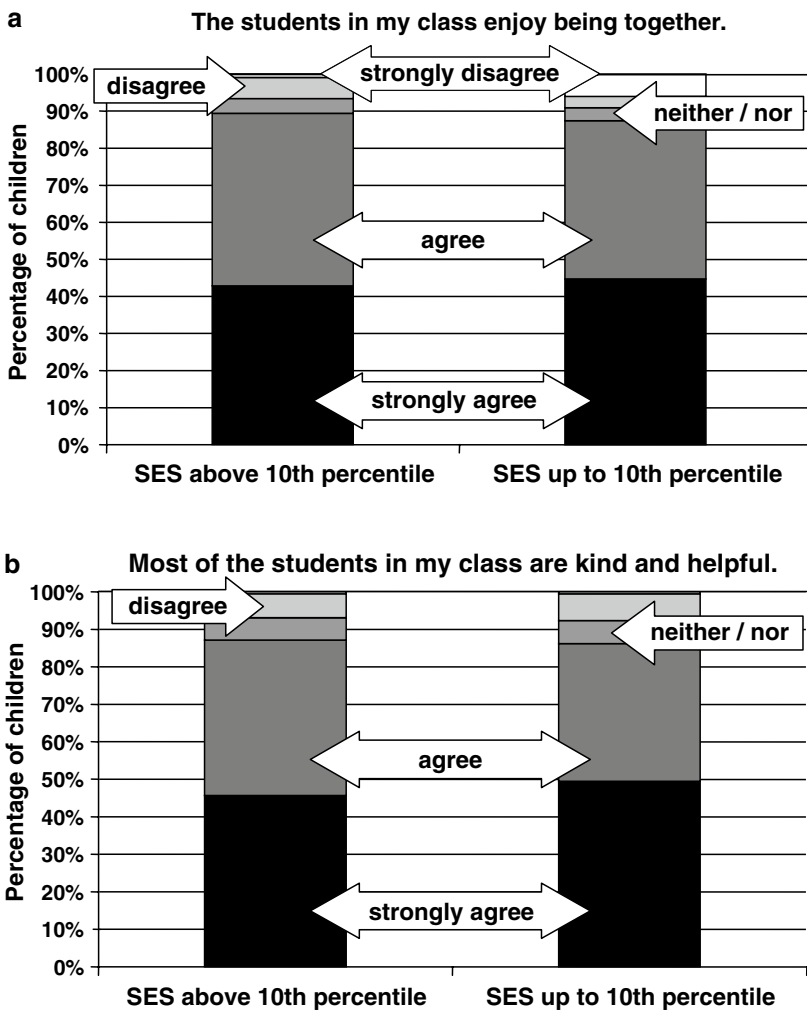 a
The students in my class enjoy being together.
Percentage of children
100%
90%
80%
70%
60%
50%
40%
30%
20%
10%
0%
disagree
strongly disagree
neither / nor
agree
strongly agree
SES above 10th percentile
SES up to 10th percentile
b
Most of the students in my class are kind and helpful.
Percentage of children
100%
90%
80%
70%
60%
50%
40%
30%
20%
10%
0%
disagree
neither / nor
agree
strongly agree
SES above 10th percentile
SES up to 10th percentile